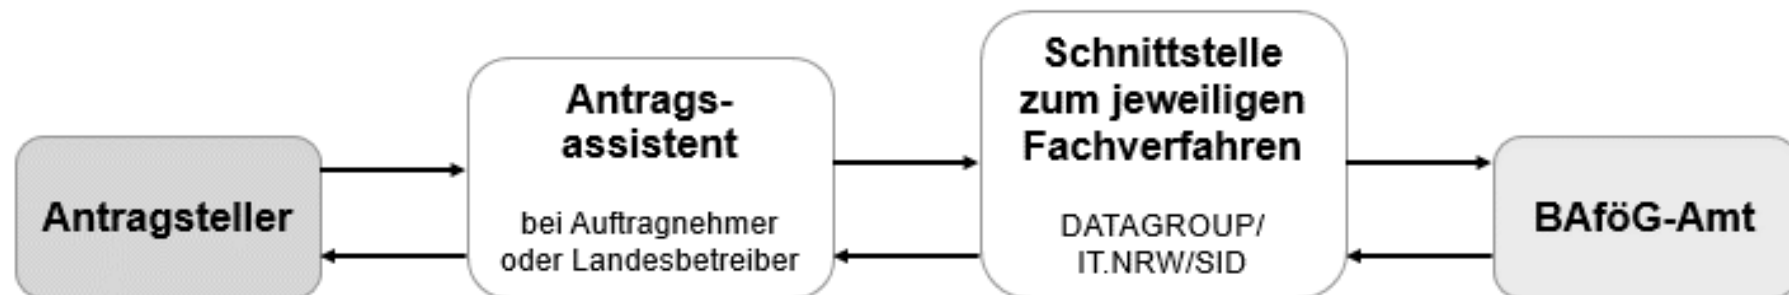 Antragsteller
Antrags-
assistent
bei Auftragnehmer
oder Landesbetreiber
Schnittstelle
zum jeweiligen
Fachverfahren
DATAGROUP/
IT.NRW/SID
BAföG-Amt